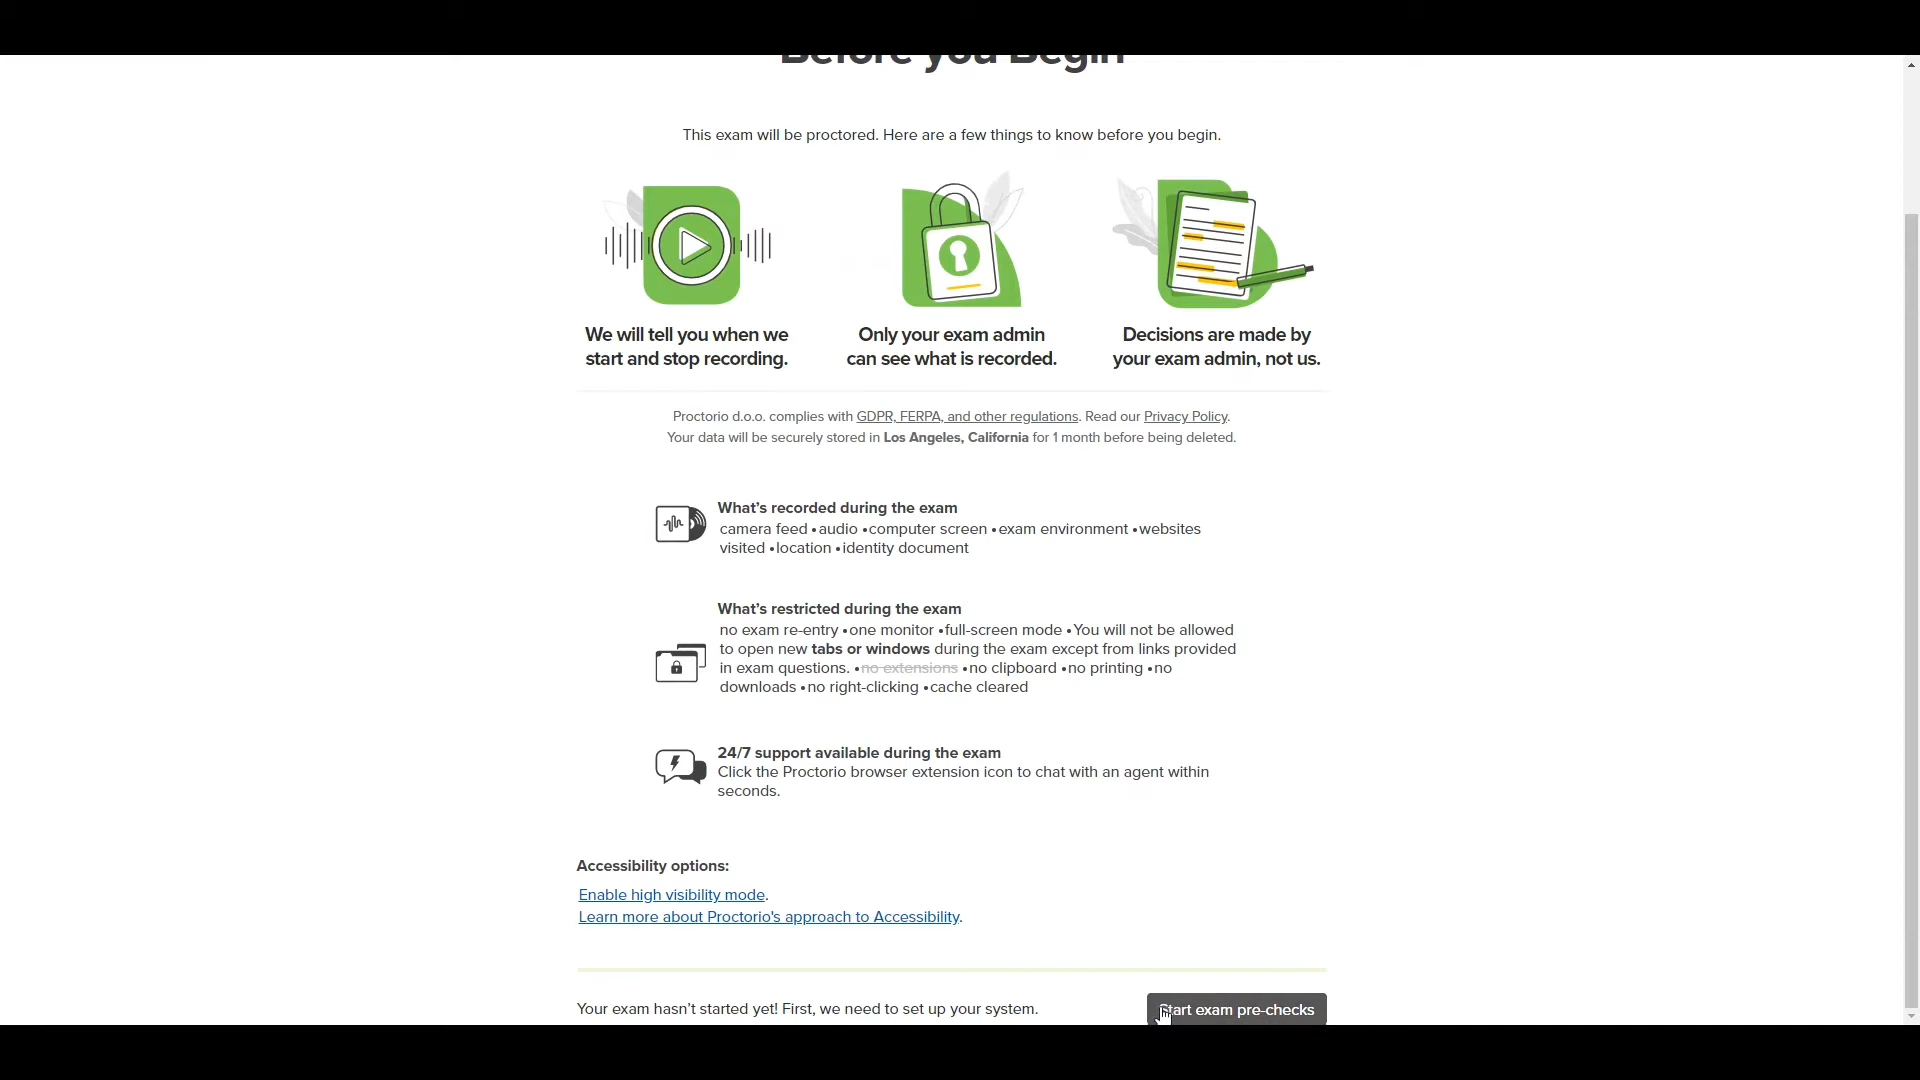 Before you Begin
This exam will be proctored. Here are a few things to know before you begin.
We will tell you when we
start and stop recording.
Only your exam admin
can see what is recorded.
Decisions are made by
your exam admin, not us.
Proctorio d.o.o. complies with GDPR, FERPA, and other regulations. Read our Privacy Policy.
Your data will be securely stored in Los Angeles, California for 1 month before being deleted.
What's recorded during the exam
camera feed •audio •computer screen •exam environment •websites
visited •location •identity document
What's restricted during the exam
no exam re-entry •one monitor •full-screen mode •You will not be allowed
to open new tabs or windows during the exam except from links provided
in exam questions. •no extensions •no clipboard •no printing •no
downloads •no right-clicking •cache cleared
24/7 support available during the exam
Click the Proctorio browser extension icon to chat with an agent within
seconds.
Accessibility options:
Enable high visibility mode.
Learn more about Proctorio's approach to Accessibility.
Your exam hasn't started yet! First, we need to set up your system.
Start exam pre-checks